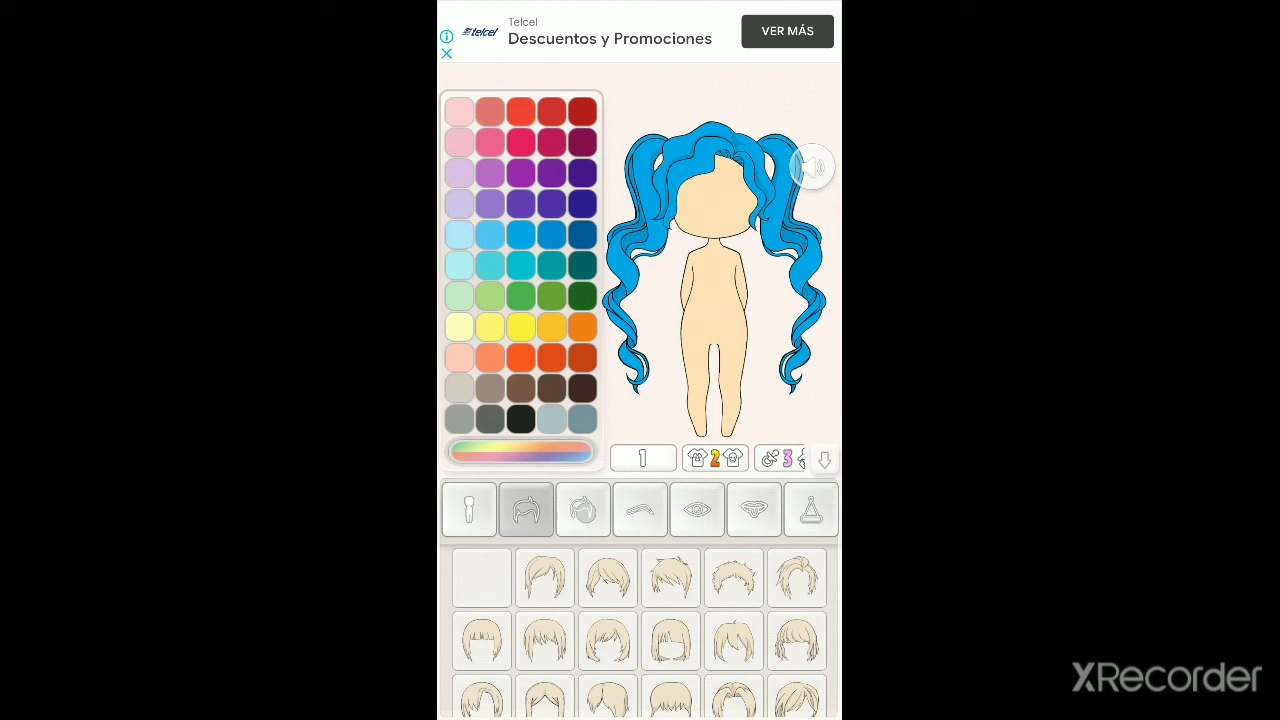 Telcel
telcel
Descuentos y Promociones
VER MÁS
1
2
3
XRecorder